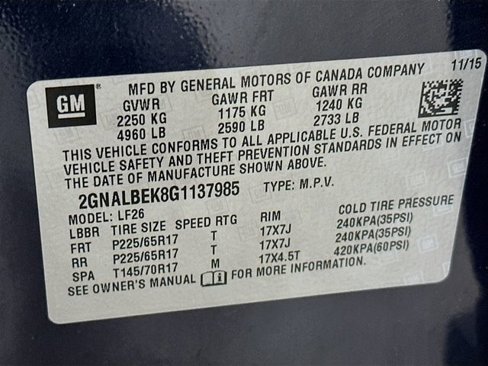 GM
MFD BY GENERAL MOTORS OF CANADA COMPANY 11/15
GVWR GAWR FRT GAWR RR
2250 KG 1175 KG 1240 KG
4960 LB 2590 LB 2733 LB
THIS VEHICLE CONFORMS TO ALL APPLICABLE U.S. FEDERAL MOTOR
VEHICLE SAFETY AND THEFT PREVENTION STANDARDS IN EFFECT ON
THE DATE OF MANUFACTURE SHOWN ABOVE.
2GNALBEK8G1137985 TYPE: M.P.V.
MODEL: LF26
LBBR TIRE SIZE SPEED RTG RIM COLD TIRE PRESSURE
FRT P225/65R17 T 17X7J 240KPA(35PSI)
RR P225/65R17 T 17X7J 240KPA(35PSI)
SPA T145/70R17 M 17X4.5T 420KPA(60PSI)
SEE OWNER'S MANUAL FOR MORE INFORMATION.